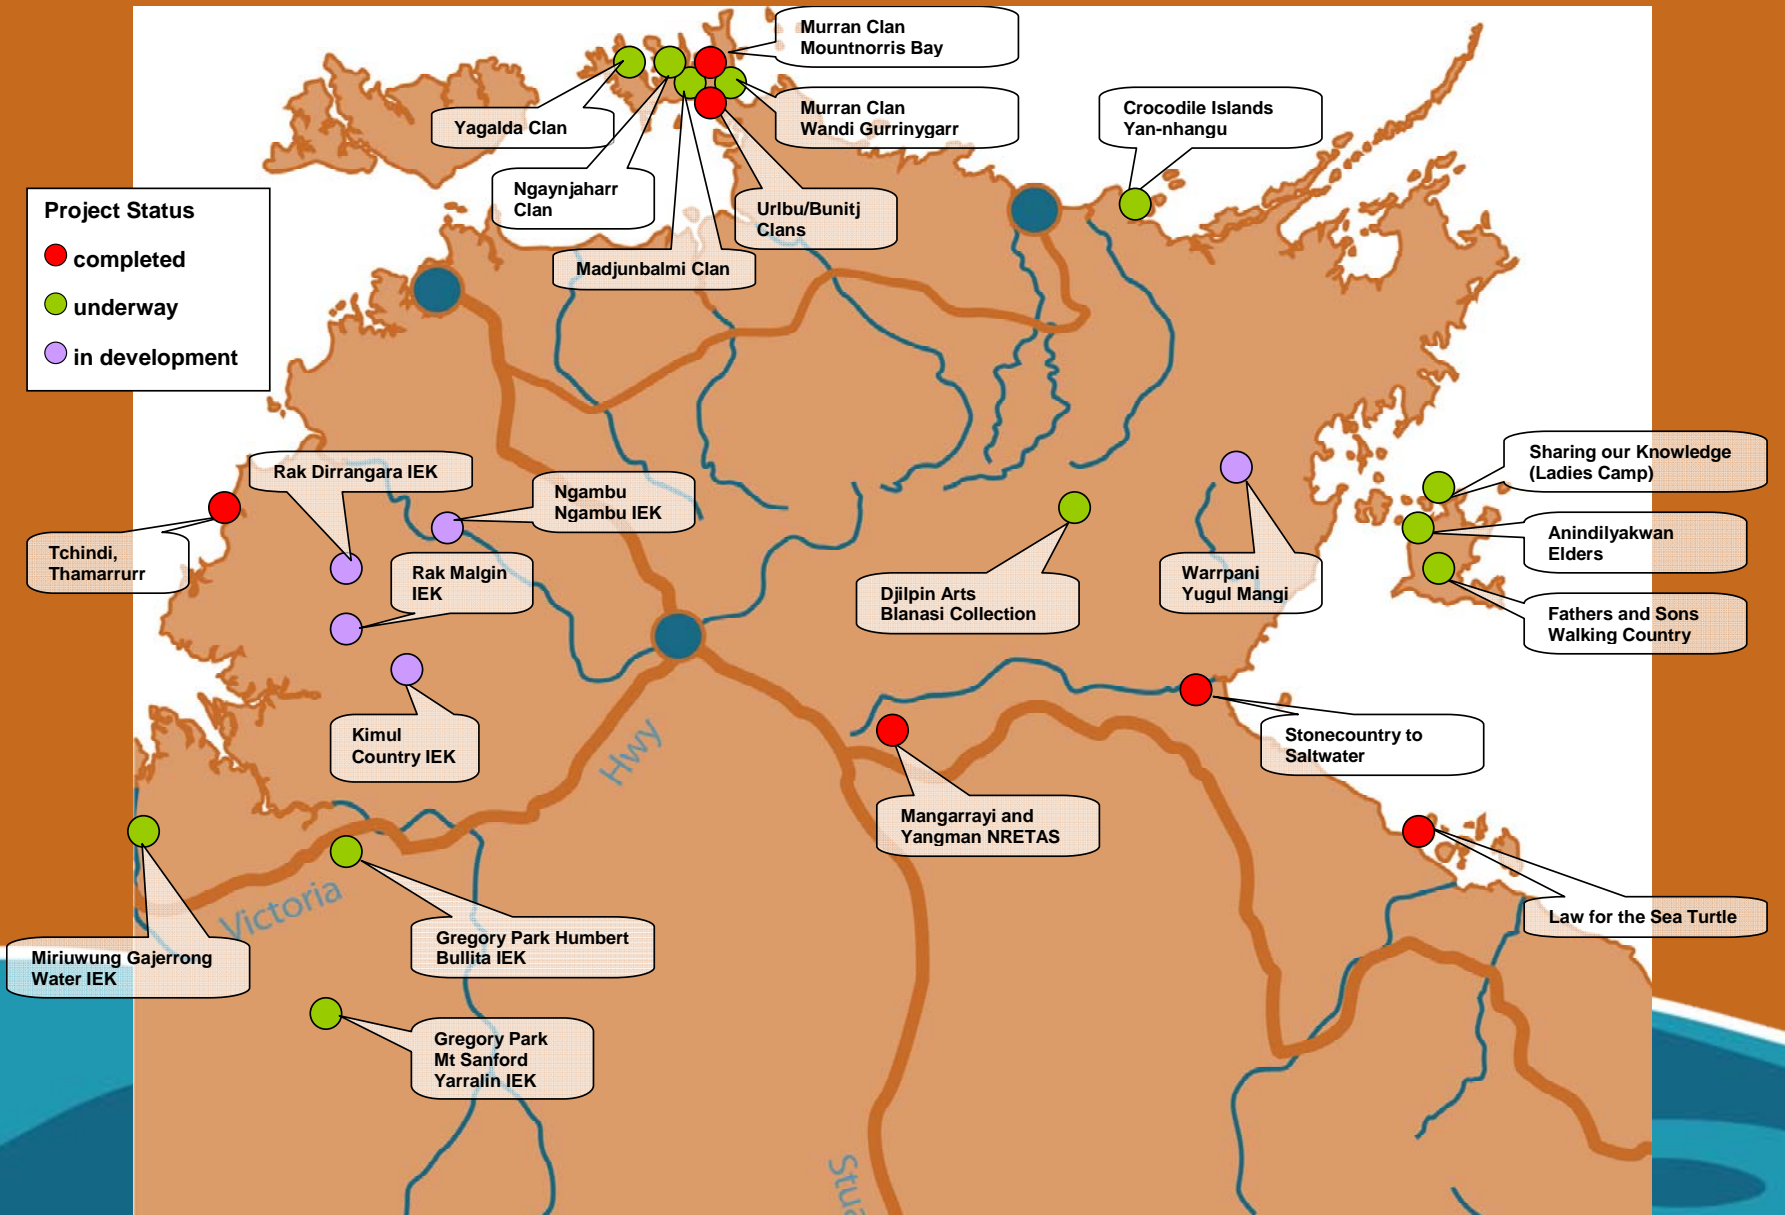 Murran Clan
Mountnorris Bay
Yagalda Clan
Murran Clan
Wandi Gurrinygarr
Crocodile Islands
Yan-nhangu
Ngaynjaharr
Clan
Urlbu/Bunitj
Clans
Madjunbalmi Clan
Project Status
completed
underway
in development
Rak Dirrangara IEK
Ngambu
Ngambu IEK
Sharing our Knowledge
(Ladies Camp)
Tchindi,
Thamarrurr
Rak Malgin
IEK
Djilpin Arts
Blanasi Collection
Warrpani
Yugul Mangi
Anindilyakwan
Elders
Fathers and Sons
Walking Country
Kimul
Country IEK
Hwy
Stonecountry to
Saltwater
Mangarrayi and
Yangman NRETAS
Victoria
Law for the Sea Turtle
Miriuwung Gajerrong
Water IEK
Gregory Park Humbert
Bullita IEK
Gregory Park
Mt Sanford
Yarralin IEK
Stua